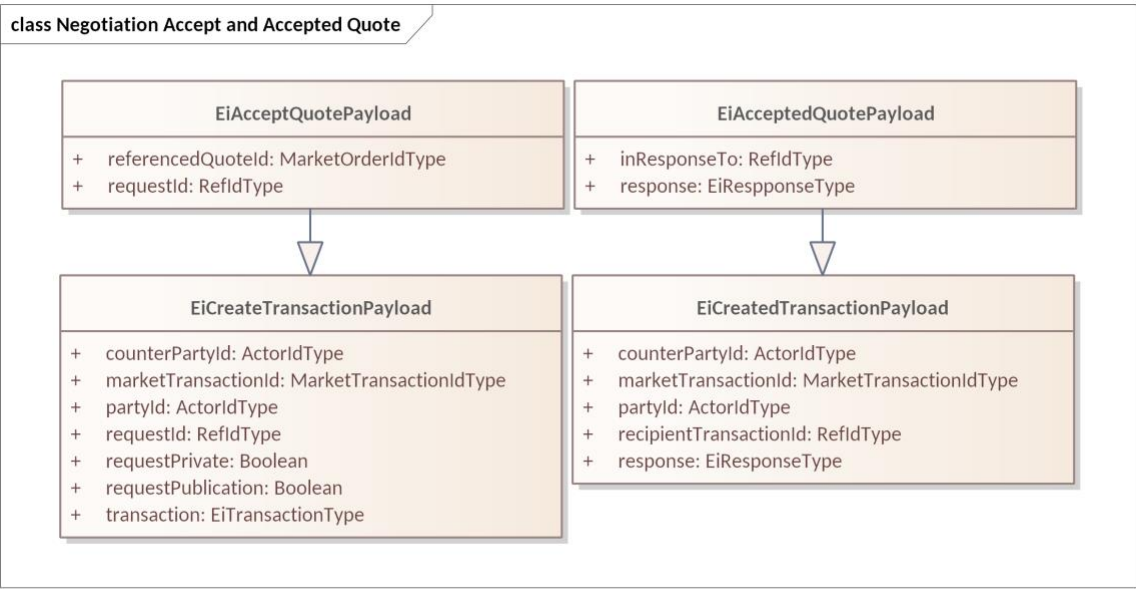 class Negotiation Accept and Accepted Quote
EiAcceptQuotePayload
+ referencedQuoteId: MarketOrderIdType
+ requestId: RefIdType
EiAcceptedQuotePayload
+ inResponseTo: RefIdType
+ response: EiRespponseType
EiCreateTransactionPayload
+ counterPartyId: ActorIdType
+ marketTransactionId: MarketTransactionIdType
+ partyId: ActorIdType
+ requestId: RefIdType
+ requestPrivate: Boolean
+ requestPublication: Boolean
+ transaction: EiTransactionType
EiCreatedTransactionPayload
+ counterPartyId: ActorIdType
+ marketTransactionId: MarketTransactionIdType
+ partyId: ActorIdType
+ recipientTransactionId: RefIdType
+ response: EiResponseType